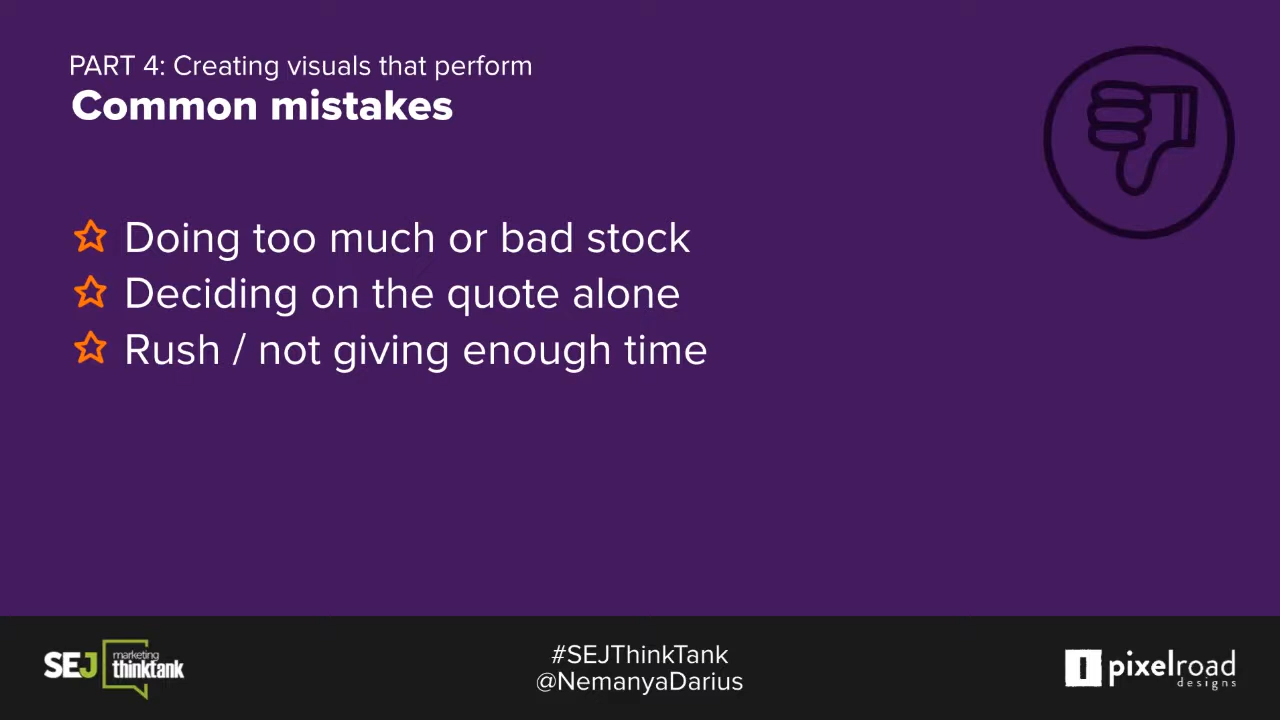 PART 4: Creating visuals that perform
Common mistakes
Doing too much or bad stock
Deciding on the quote alone
Rush / not giving enough time
SEJ marketing thinktank
#SEJThinkTank
@NemanyaDarius
pixelroad
designs